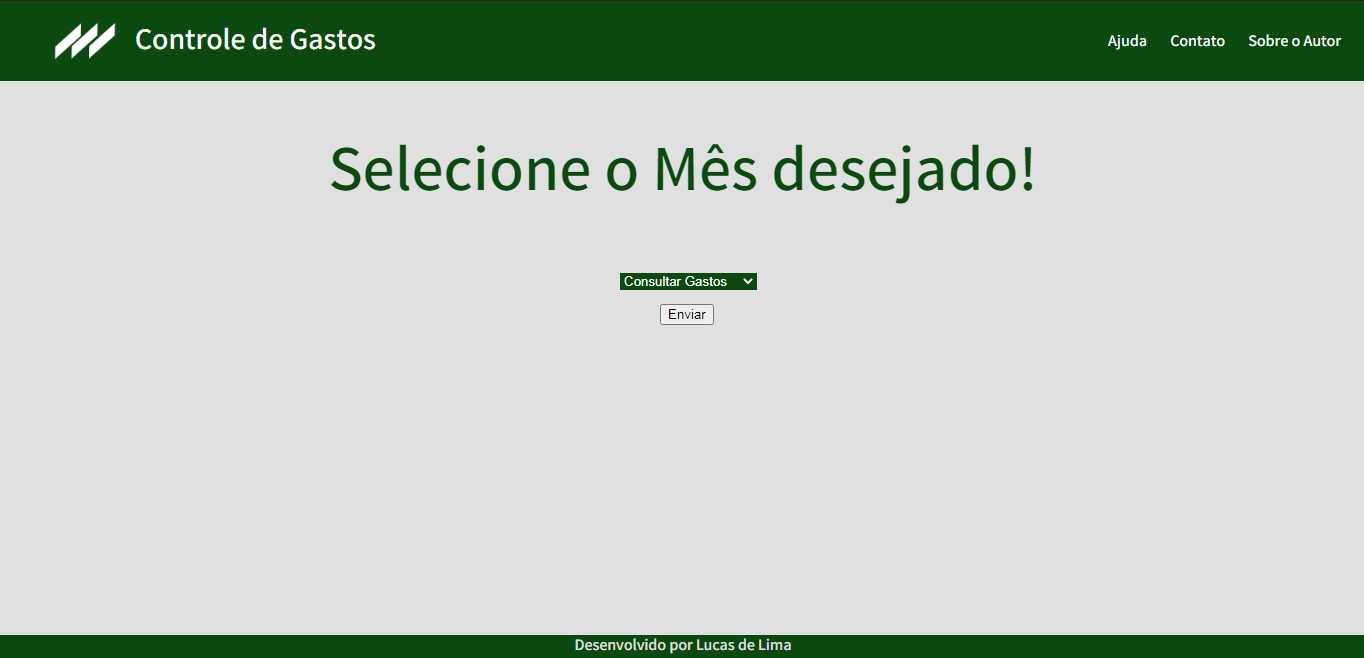 Controle de Gastos
Ajuda Contato Sobre o Autor
Selecione o Mês desejado!
Consultar Gastos
Enviar
Desenvolvido por Lucas de Lima